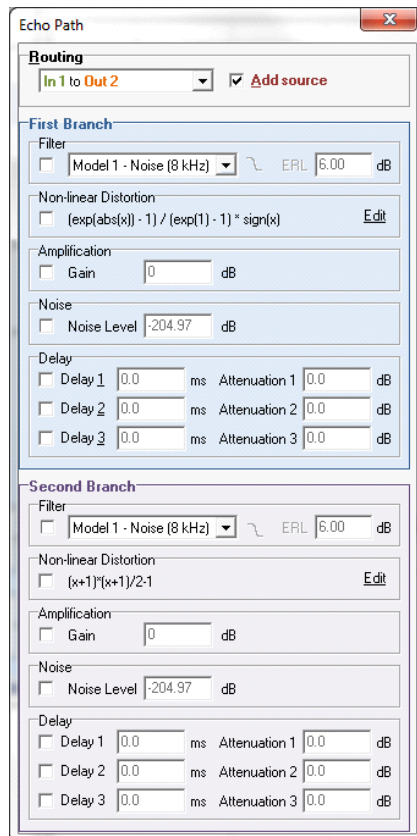 Echo Path
Routing
In 1 to Out 2 Add source
First Branch
Filter
Model 1 - Noise (8 kHz) ERL 6.00 dB
Non-linear Distortion
(exp(abs(x)) - 1) / (exp(1) - 1) * sign(x) Edit
Amplification
Gain 0 dB
Noise
Noise Level -204.97 dB
Delay
Delay 1 0.0 ms Attenuation 1 0.0 dB
Delay 2 0.0 ms Attenuation 2 0.0 dB
Delay 3 0.0 ms Attenuation 3 0.0 dB
Second Branch
Filter
Model 1 - Noise (8 kHz) ERL 6.00 dB
Non-linear Distortion
(x+1)*(x+1)/2-1 Edit
Amplification
Gain 0 dB
Noise
Noise Level -204.97 dB
Delay
Delay 1 0.0 ms Attenuation 1 0.0 dB
Delay 2 0.0 ms Attenuation 2 0.0 dB
Delay 3 0.0 ms Attenuation 3 0.0 dB